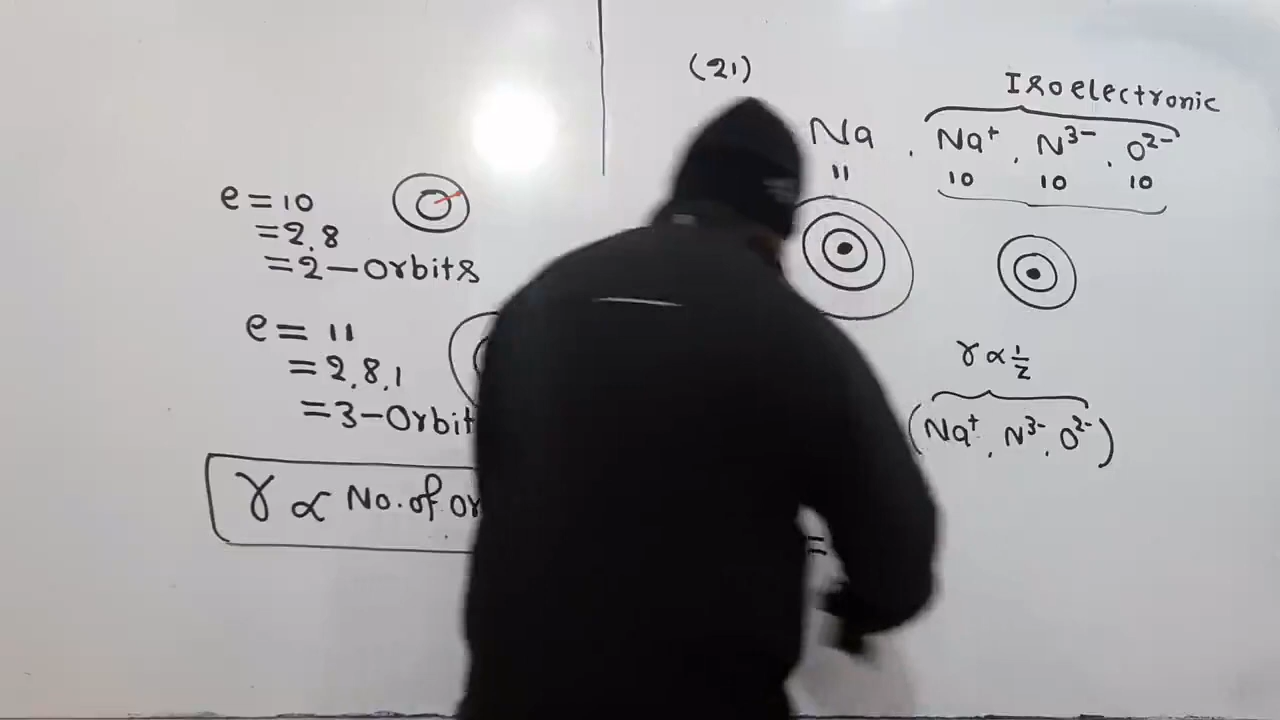 e = 10
= 2, 8
= 2 - Orbits
e = 11
= 2, 8, 1
= 3 - Orbit
r ∝ No. of or
(21)
Isoelectronic
Na , Na⁺ , N³⁻ , O²⁻
11 10 10 10
r ∝ 1/z
(Na⁺, N³⁻, O²⁻)
=